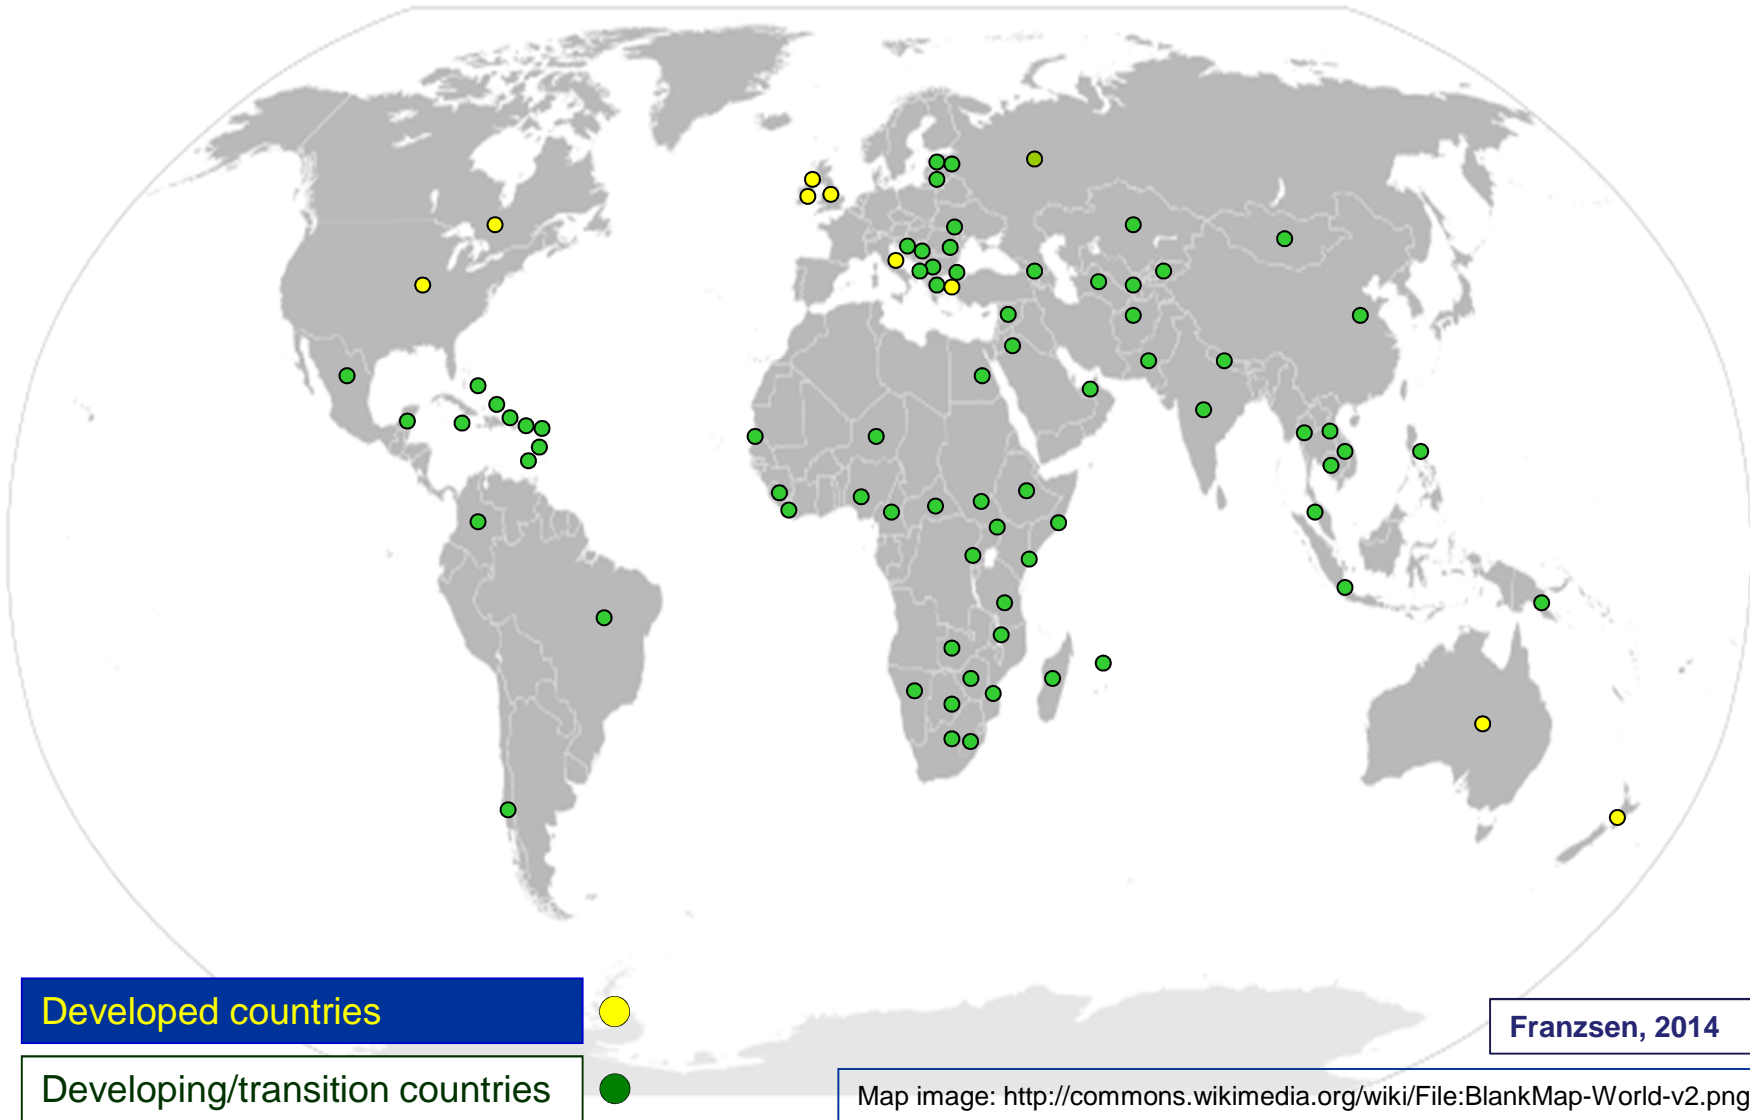 Developed countries
Developing/transition countries
Franzsen, 2014
Map image: http://commons.wikimedia.org/wiki/File:BlankMap-World-v2.png